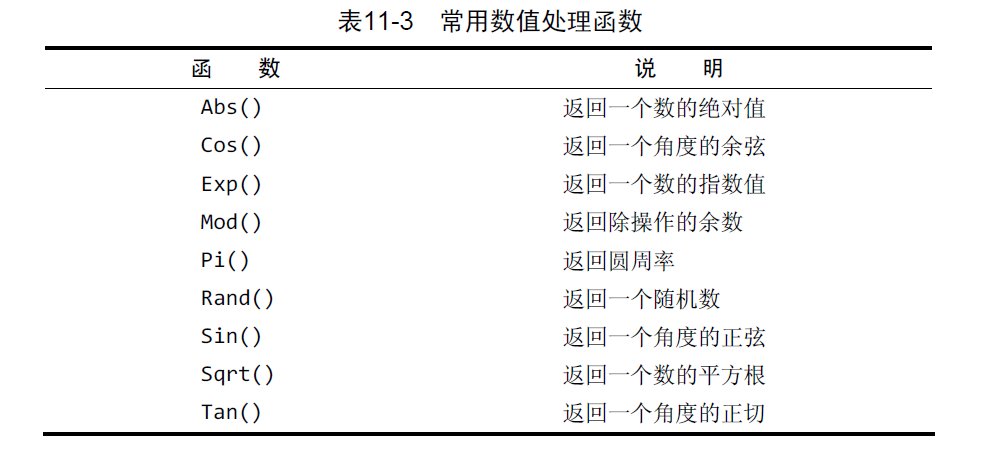 表11-3 常用数值处理函数
函 数 说 明
Abs() 返回一个数的绝对值
Cos() 返回一个角度的余弦
Exp() 返回一个数的指数值
Mod() 返回除操作的余数
Pi() 返回圆周率
Rand() 返回一个随机数
Sin() 返回一个角度的正弦
Sqrt() 返回一个数的平方根
Tan() 返回一个角度的正切